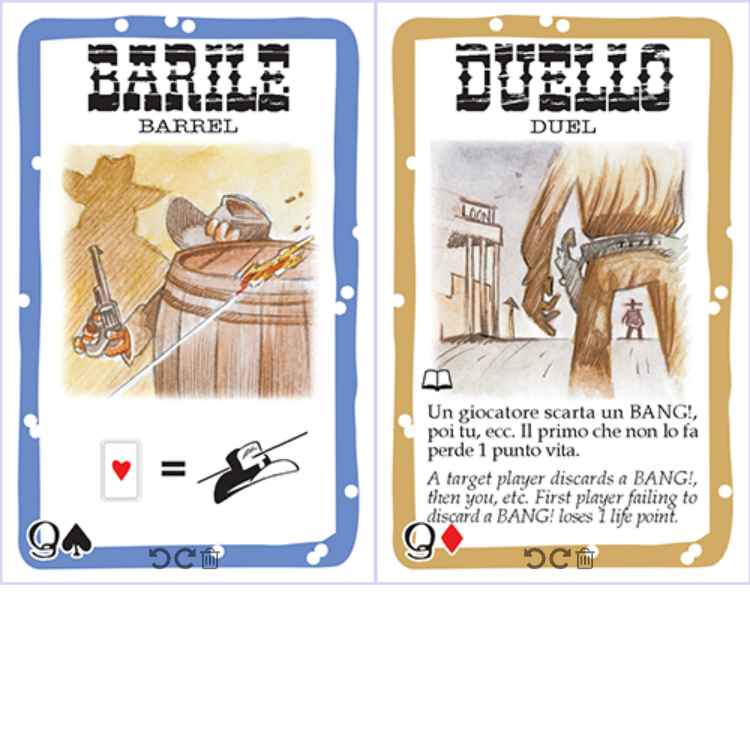 BARILE
BARREL
=
Q♠
DUELLO
DUEL
LOON
Un giocatore scarta un BANG!,
poi tu, ecc. Il primo che non lo fa
perde 1 punto vita.
A target player discards a BANG!,
then you, etc. First player failing to
discard a BANG! loses 1 life point.
Q♦